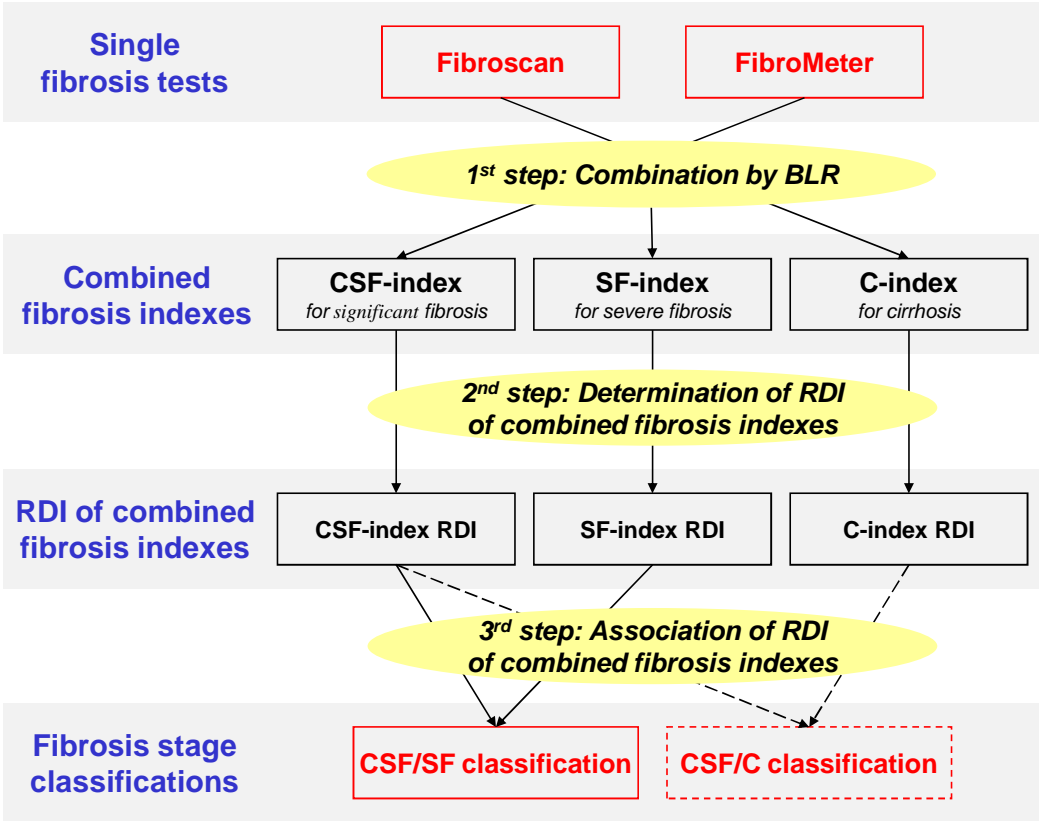 Single
fibrosis tests
Fibroscan
FibroMeter
1st step: Combination by BLR
Combined
fibrosis indexes
CSF-index
for significant fibrosis
SF-index
for severe fibrosis
C-index
for cirrhosis
2nd step: Determination of RDI
of combined fibrosis indexes
RDI of combined
fibrosis indexes
CSF-index RDI
SF-index RDI
C-index RDI
3rd step: Association of RDI
of combined fibrosis indexes
Fibrosis stage
classifications
CSF/SF classification
CSF/C classification